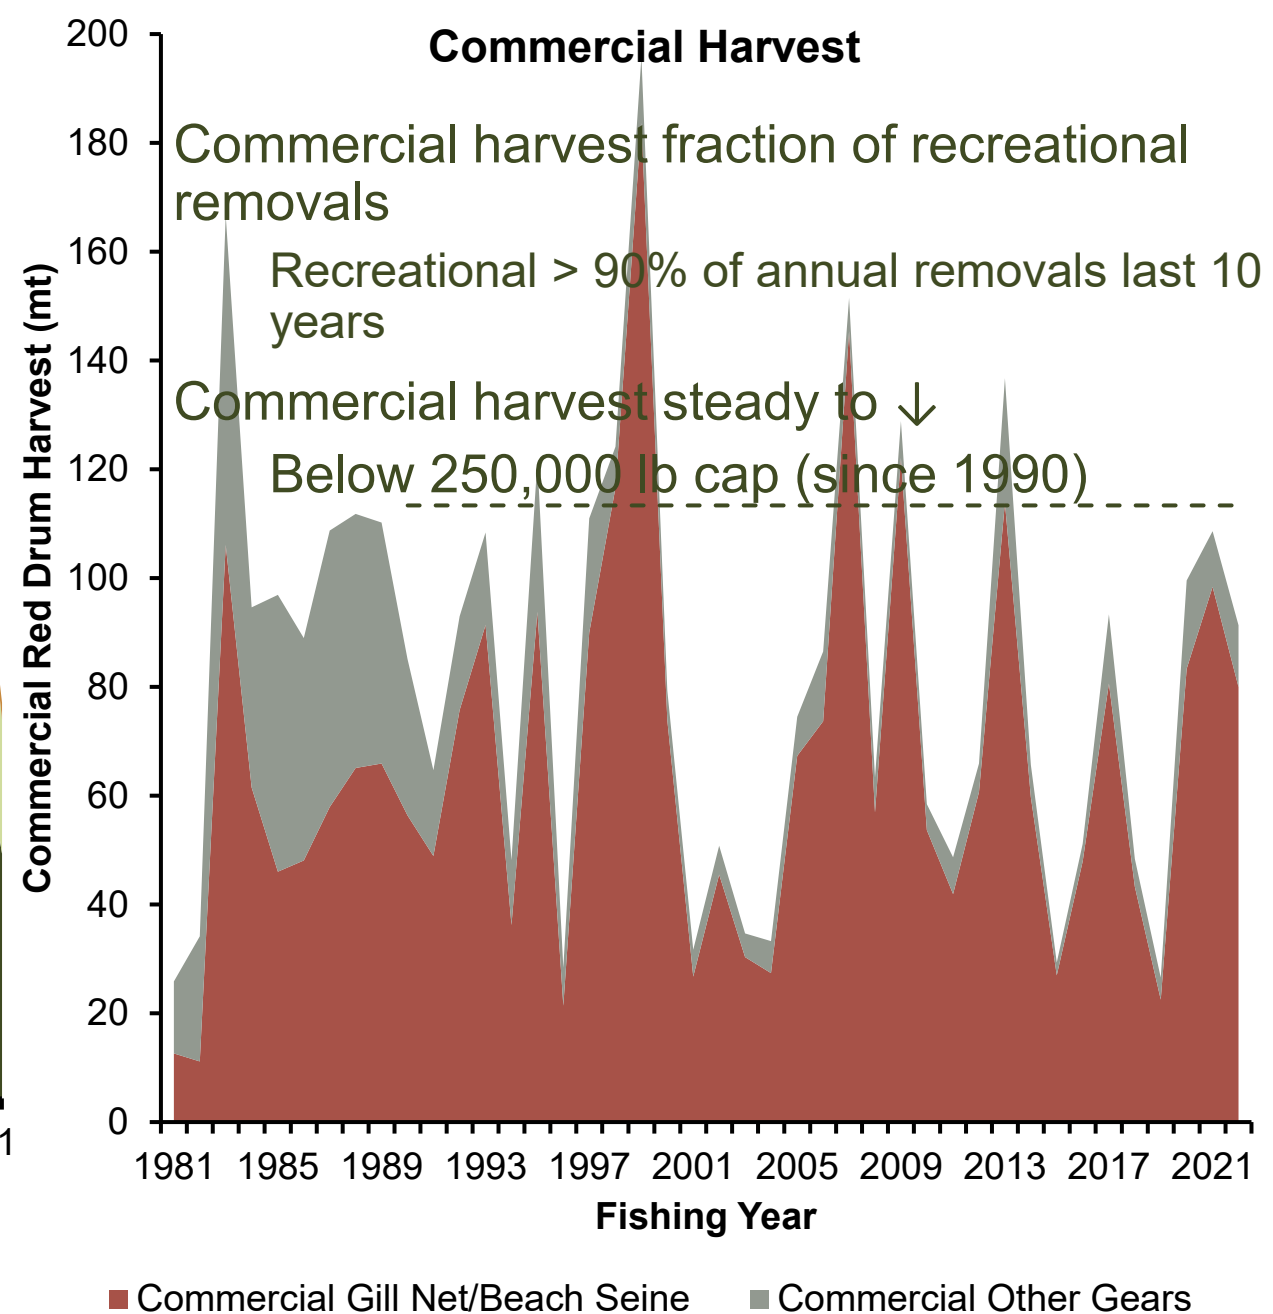 Commercial Harvest
Commercial harvest fraction of recreational
removals
Recreational > 90% of annual removals last 10
years
Commercial harvest steady to ↓
Below 250,000 lb cap (since 1990)
Commercial Red Drum Harvest (mt)
200
180
160
140
120
100
80
60
40
20
0
1
1981 1985 1989 1993 1997 2001 2005 2009 2013 2017 2021
Fishing Year
Commercial Gill Net/Beach Seine Commercial Other Gears